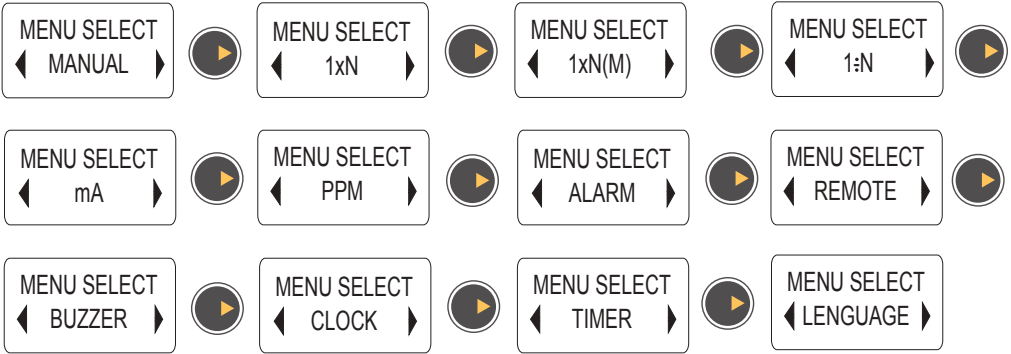 MENU SELECT
MANUAL
MENU SELECT
1xN
MENU SELECT
1xN(M)
MENU SELECT
1:N
MENU SELECT
mA
MENU SELECT
PPM
MENU SELECT
ALARM
MENU SELECT
REMOTE
MENU SELECT
BUZZER
MENU SELECT
CLOCK
MENU SELECT
TIMER
MENU SELECT
LENGUAGE